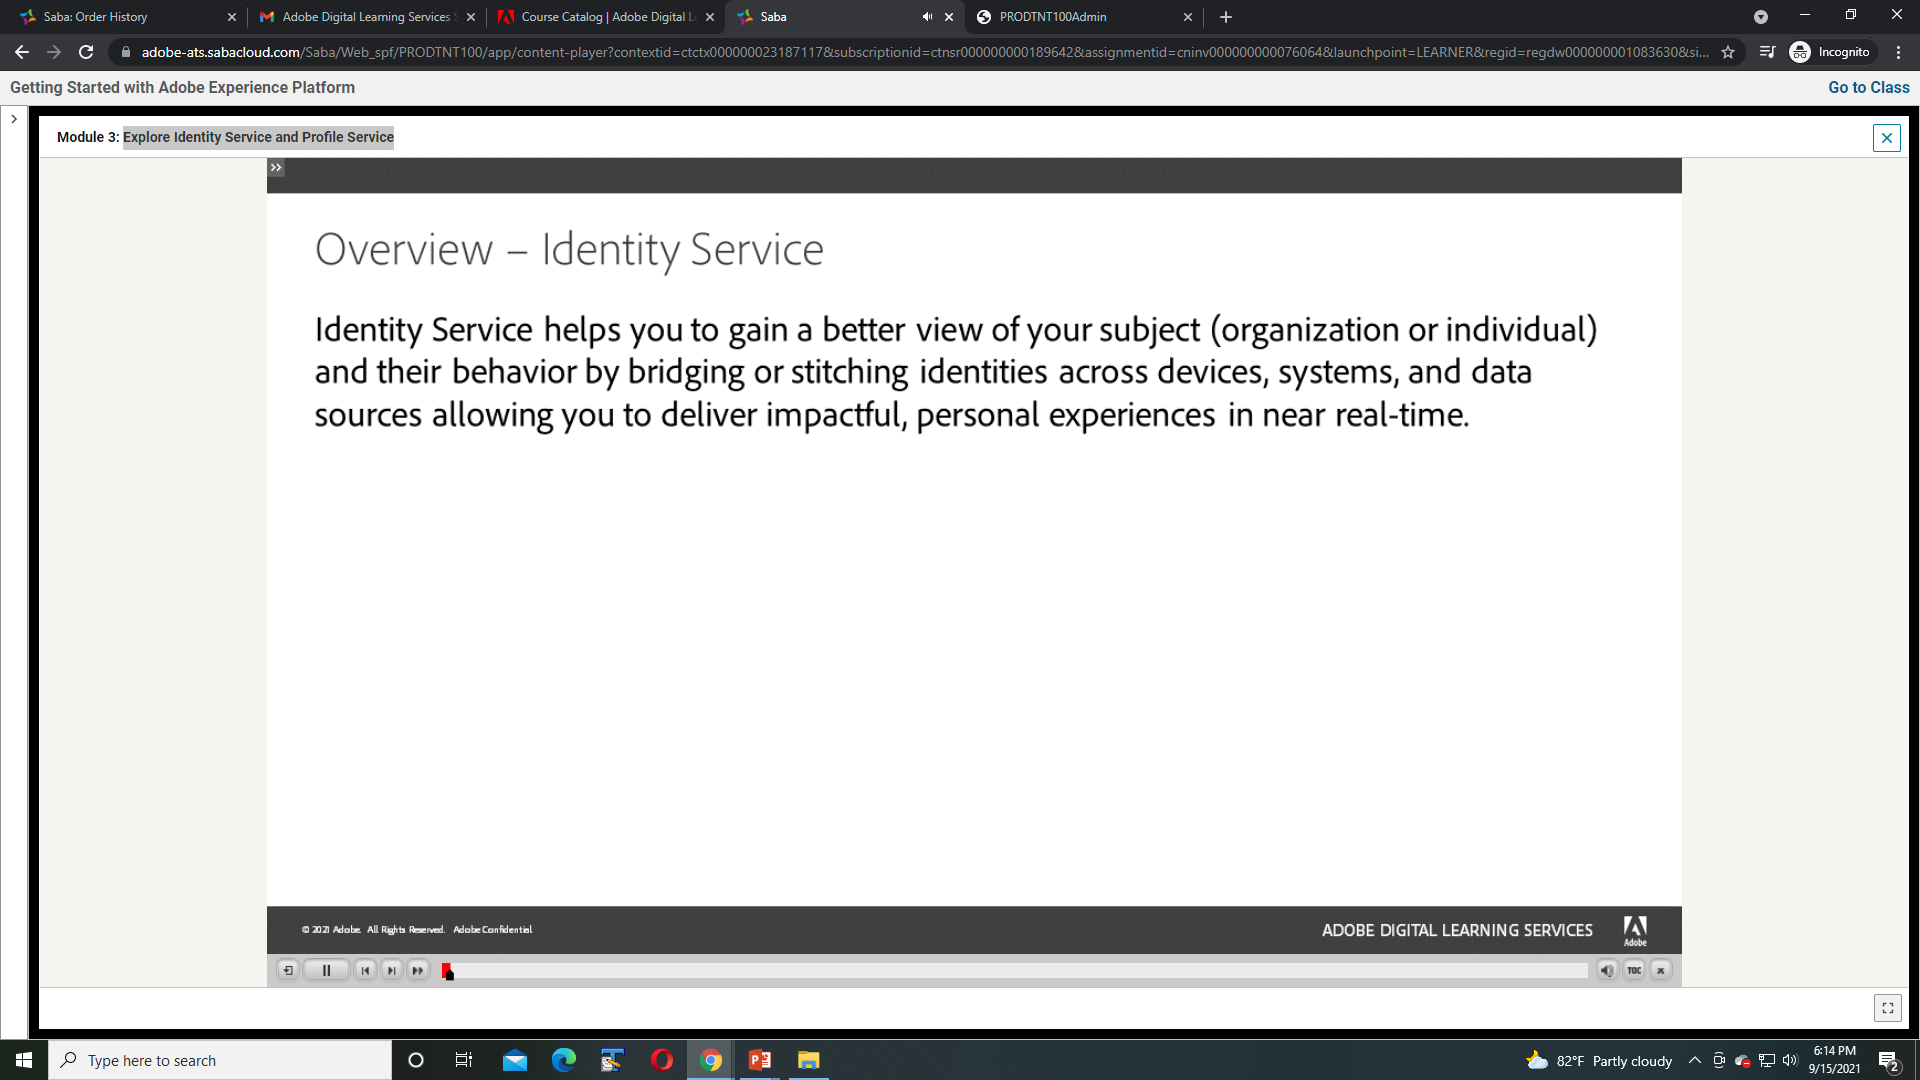 Saba: Order History
Adobe Digital Learning Services S
Course Catalog | Adobe Digital L
Saba
PRODTNT100Admin
adobe-ats.sabacloud.com/Saba/Web_spf/PRODTNT100/app/content-player?contextid=ctctx000000023187117&subscriptionid=ctnsr000000000189642&assignmentid=cninv000000000076064&launchpoint=LEARNER&regid=regdw000000001083630&si...
Incognito
Getting Started with Adobe Experience Platform
Go to Class
Module 3: Explore Identity Service and Profile Service
Overview – Identity Service
Identity Service helps you to gain a better view of your subject (organization or individual)
and their behavior by bridging or stitching identities across devices, systems, and data
sources allowing you to deliver impactful, personal experiences in near real-time.
© 2021 Adobe. All Rights Reserved. Adobe Confidential
ADOBE DIGITAL LEARNING SERVICES
Adobe
TOC
Type here to search
82°F Partly cloudy
6:14 PM
9/15/2021
2